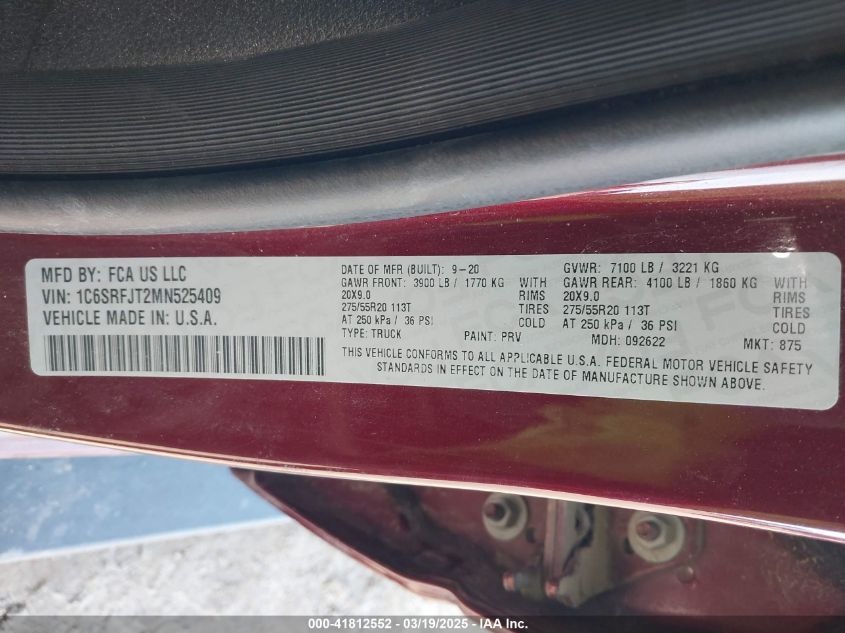 MFD BY: FCA US LLC
VIN: 1C6SRFJT2MN525409
VEHICLE MADE IN: U.S.A.
DATE OF MFR (BUILT): 9-20
GAWR FRONT: 3900 LB / 1770 KG WITH
20X9.0 RIMS
275/55R20 113T TIRES
AT 250 kPa / 36 PSI COLD
TYPE: TRUCK PAINT: PRV
GVWR: 7100 LB / 3221 KG
GAWR REAR: 4100 LB / 1860 KG WITH
20X9.0 RIMS
275/55R20 113T TIRES
AT 250 kPa / 36 PSI COLD
MDH: 092622 MKT: 875
THIS VEHICLE CONFORMS TO ALL APPLICABLE U.S.A. FEDERAL MOTOR VEHICLE SAFETY
STANDARDS IN EFFECT ON THE DATE OF MANUFACTURE SHOWN ABOVE.
000-41812552 - 03/19/2025 - IAA Inc.